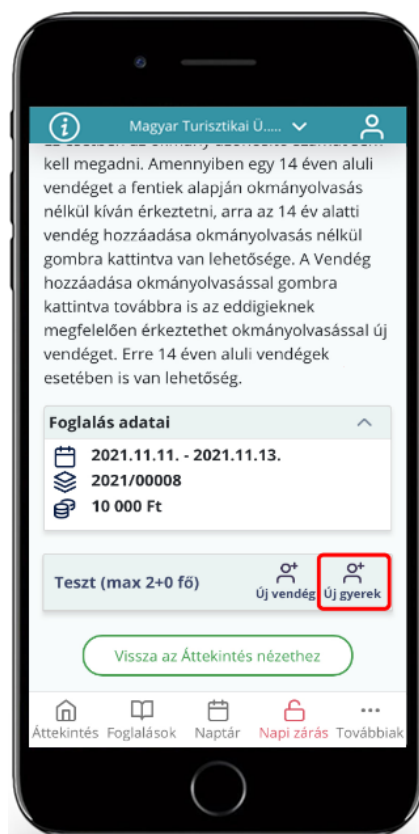 Magyar Turisztikai Ü.....
kell megadni. Amennyiben egy 14 éven aluli
vendéget a fentiek alapján okmányolvasás
nélkül kíván érkeztetni, arra az 14 év alatti
vendég hozzáadása okmányolvasás nélkül
gombra kattintva van lehetősége. A Vendég
hozzáadása okmányolvasással gombra
kattintva továbbra is az eddigieknek
megfelelően érkeztethet okmányolvasással új
vendéget. Erre 14 éven aluli vendégek
esetében is van lehetőség.
Foglalás adatai
2021.11.11. - 2021.11.13.
2021/00008
10 000 Ft
Teszt (max 2+0 fő)
Új vendég
Új gyerek
Vissza az Áttekintés nézethez
Áttekintés Foglalások Naptár Napi zárás Továbbiak